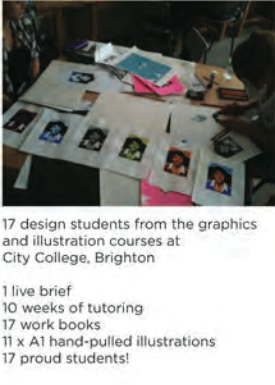 17 design students from the graphics
and illustration courses at
City College, Brighton
1 live brief
10 weeks of tutoring
17 work books
11 x A1 hand-pulled illustrations
17 proud students!